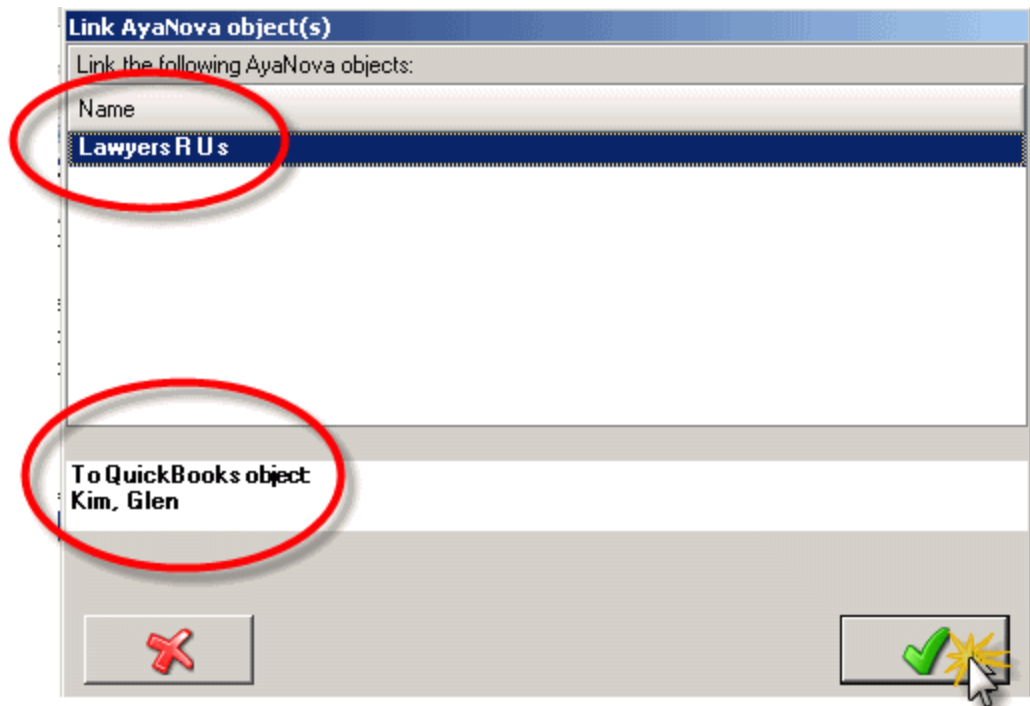 Link AyaNova object(s)
Link the following AyaNova objects:
Name
Lawyers R U s
To QuickBooks object:
Kim, Glen